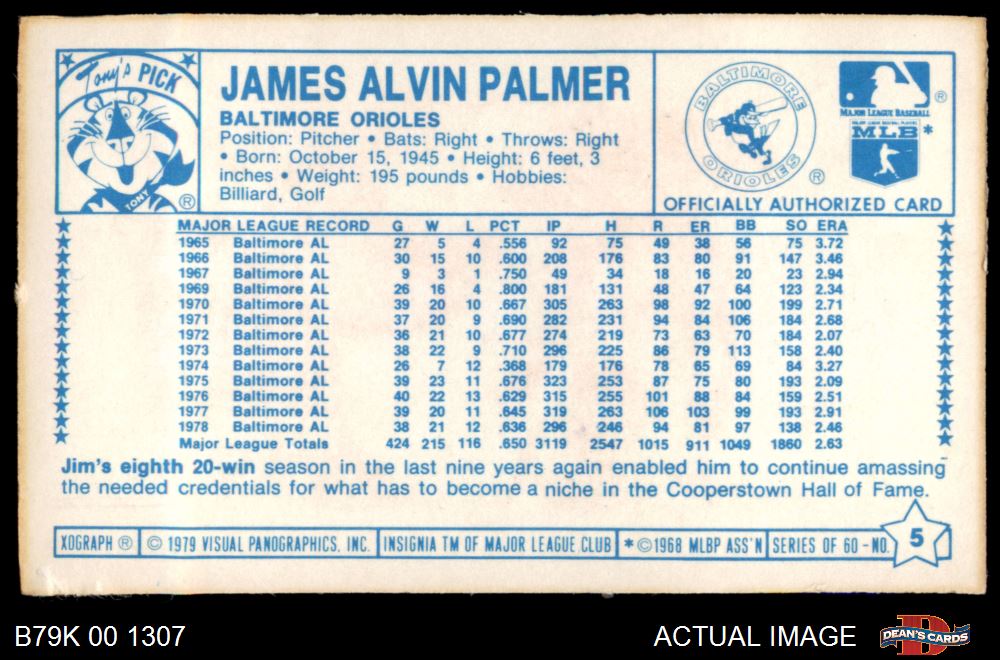 Tony's PICK
TONY ®
JAMES ALVIN PALMER
BALTIMORE ORIOLES
Position: Pitcher • Bats: Right • Throws: Right
• Born: October 15, 1945 • Height: 6 feet, 3
inches • Weight: 195 pounds • Hobbies:
Billiard, Golf
BALTIMORE
ORIOLES ®
®
MAJOR LEAGUE BASEBALL
MAJOR LEAGUE BASEBALL PLAYERS
MLB *
OFFICIALLY AUTHORIZED CARD
MAJOR LEAGUE RECORD G W L PCT IP H R ER BB SO ERA
1965 Baltimore AL 27 5 4 .556 92 75 49 38 56 75 3.72
1966 Baltimore AL 30 15 10 .600 208 176 83 80 91 147 3.46
1967 Baltimore AL 9 3 1 .750 49 34 18 16 20 23 2.94
1969 Baltimore AL 26 16 4 .800 181 131 48 47 64 123 2.34
1970 Baltimore AL 39 20 10 .667 305 263 98 92 100 199 2.71
1971 Baltimore AL 37 20 9 .690 282 231 94 84 106 184 2.68
1972 Baltimore AL 36 21 10 .677 274 219 73 63 70 184 2.07
1973 Baltimore AL 38 22 9 .710 296 225 86 79 113 158 2.40
1974 Baltimore AL 26 7 12 .368 179 176 78 65 69 84 3.27
1975 Baltimore AL 39 23 11 .676 323 253 87 75 80 193 2.09
1976 Baltimore AL 40 22 13 .629 315 255 101 88 84 159 2.51
1977 Baltimore AL 39 20 11 .645 319 263 106 103 99 193 2.91
1978 Baltimore AL 38 21 12 .636 296 246 94 81 97 138 2.46
Major League Totals 424 215 116 .650 3119 2547 1015 911 1049 1860 2.63
Jim's eighth 20-win season in the last nine years again enabled him to continue amassing
the needed credentials for what has to become a niche in the Cooperstown Hall of Fame.
XOGRAPH ® © 1979 VISUAL PANOGRAPHICS, INC. INSIGNIA TM OF MAJOR LEAGUE CLUB * ©1968 MLBP ASS'N SERIES OF 60-NO. 5
B79K 00 1307 ACTUAL IMAGE DEAN'S CARDS